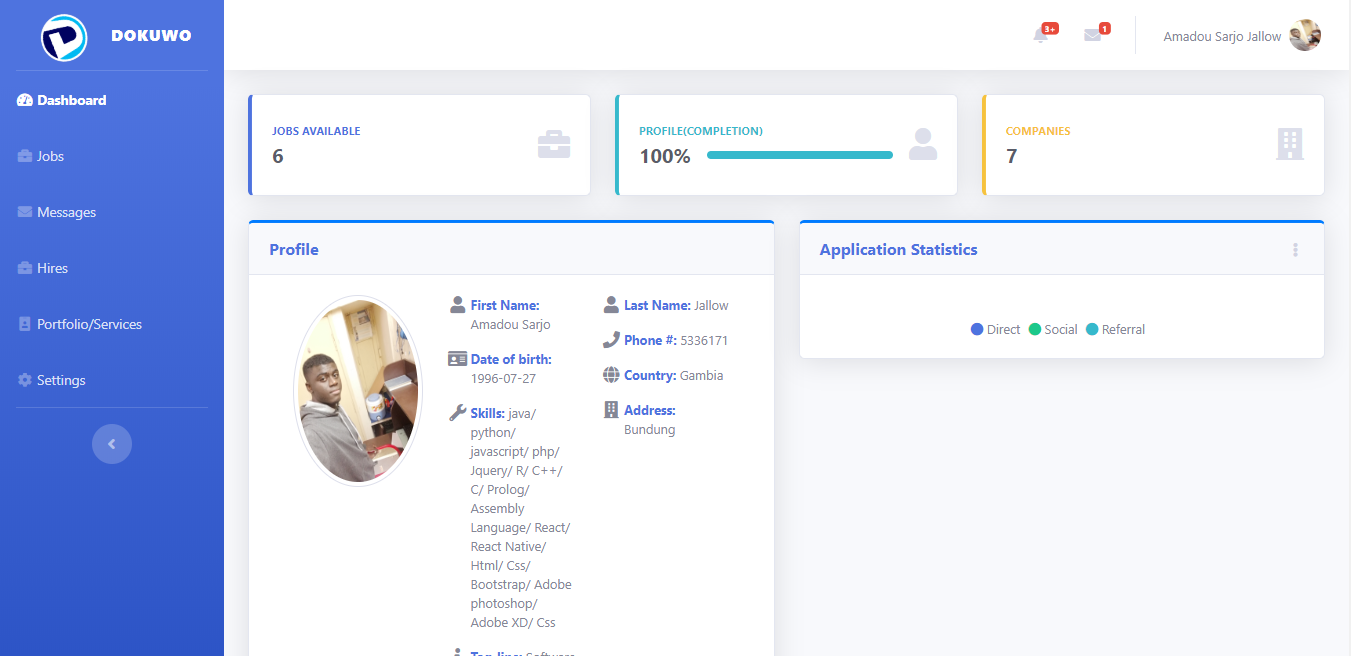 DOKUWO
3+
1
Amadou Sarjo Jallow
Dashboard
Jobs
Messages
Hires
Portfolio/Services
Settings
JOBS AVAILABLE
6
PROFILE(COMPLETION)
100%
COMPANIES
7
Profile
First Name:
Amadou Sarjo
Date of birth:
1996-07-27
Skills: java/
python/
javascript/ php/
Jquery/ R/ C++/
C/ Prolog/
Assembly
Language/ React/
React Native/
Html/ Css/
Bootstrap/ Adobe
photoshop/
Adobe XD/ Css
Tag-line: Software
Last Name: Jallow
Phone #: 5336171
Country: Gambia
Address:
Bundung
Application Statistics
Direct Social Referral